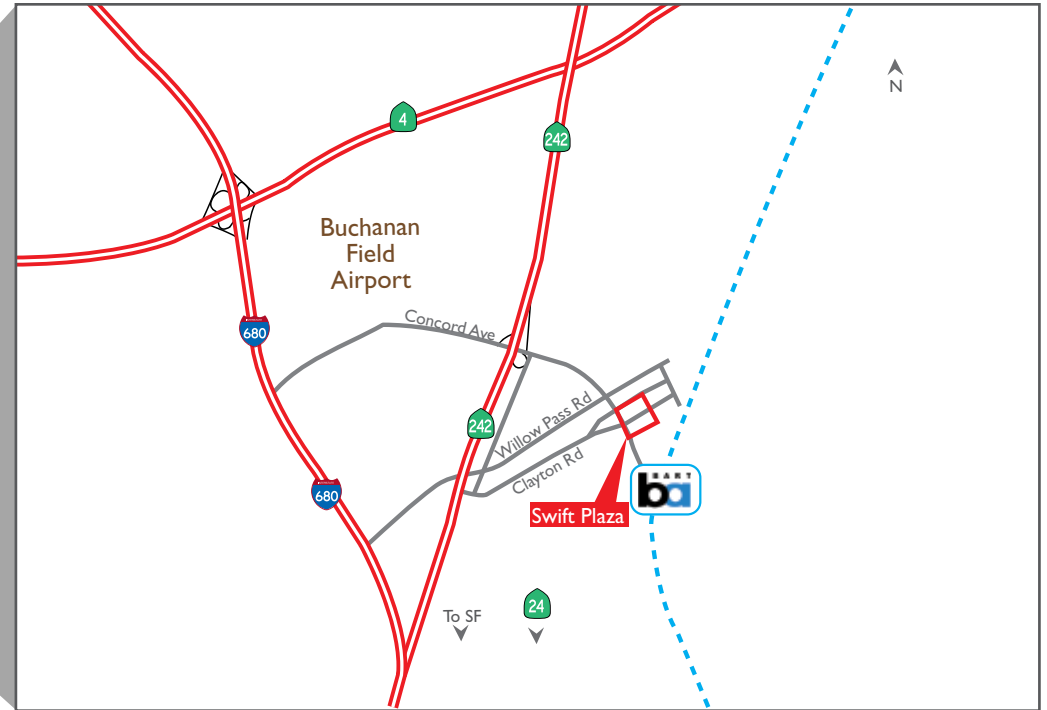 N
4
242
Buchanan
Field
Airport
Concord Ave
680
Willow Pass Rd
242
Clayton Rd
680
BART
ba
Swift Plaza
24
To SF